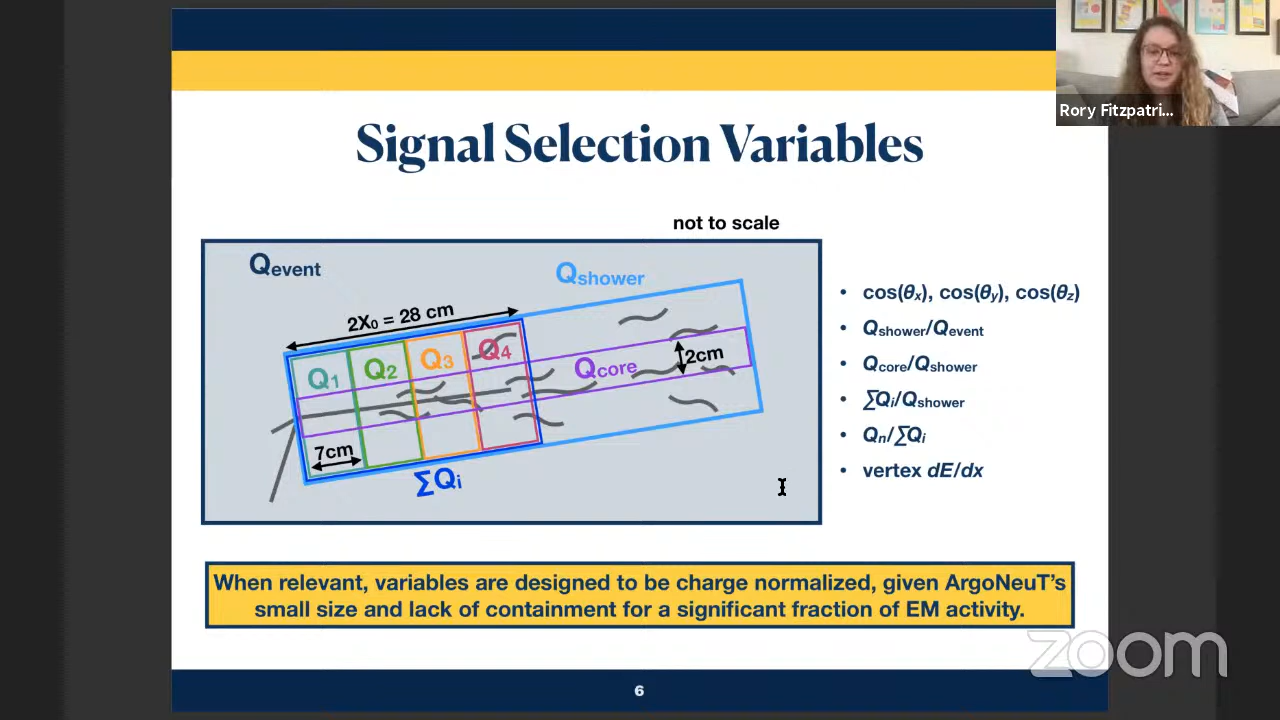 Rory Fitzpatri...
Signal Selection Variables
not to scale
Qevent
Qshower
2X₀ = 28 cm
Q₁
Q₂
Q₃
Q₄
Qcore
2cm
7cm
∑Qᵢ
• cos(θₓ), cos(θᵧ), cos(θz)
• Qshower/Qevent
• Qcore/Qshower
• ∑Qᵢ/Qshower
• Qₙ/∑Qᵢ
• vertex dE/dx
When relevant, variables are designed to be charge normalized, given ArgoNeuT's
small size and lack of containment for a significant fraction of EM activity.
zoom
6